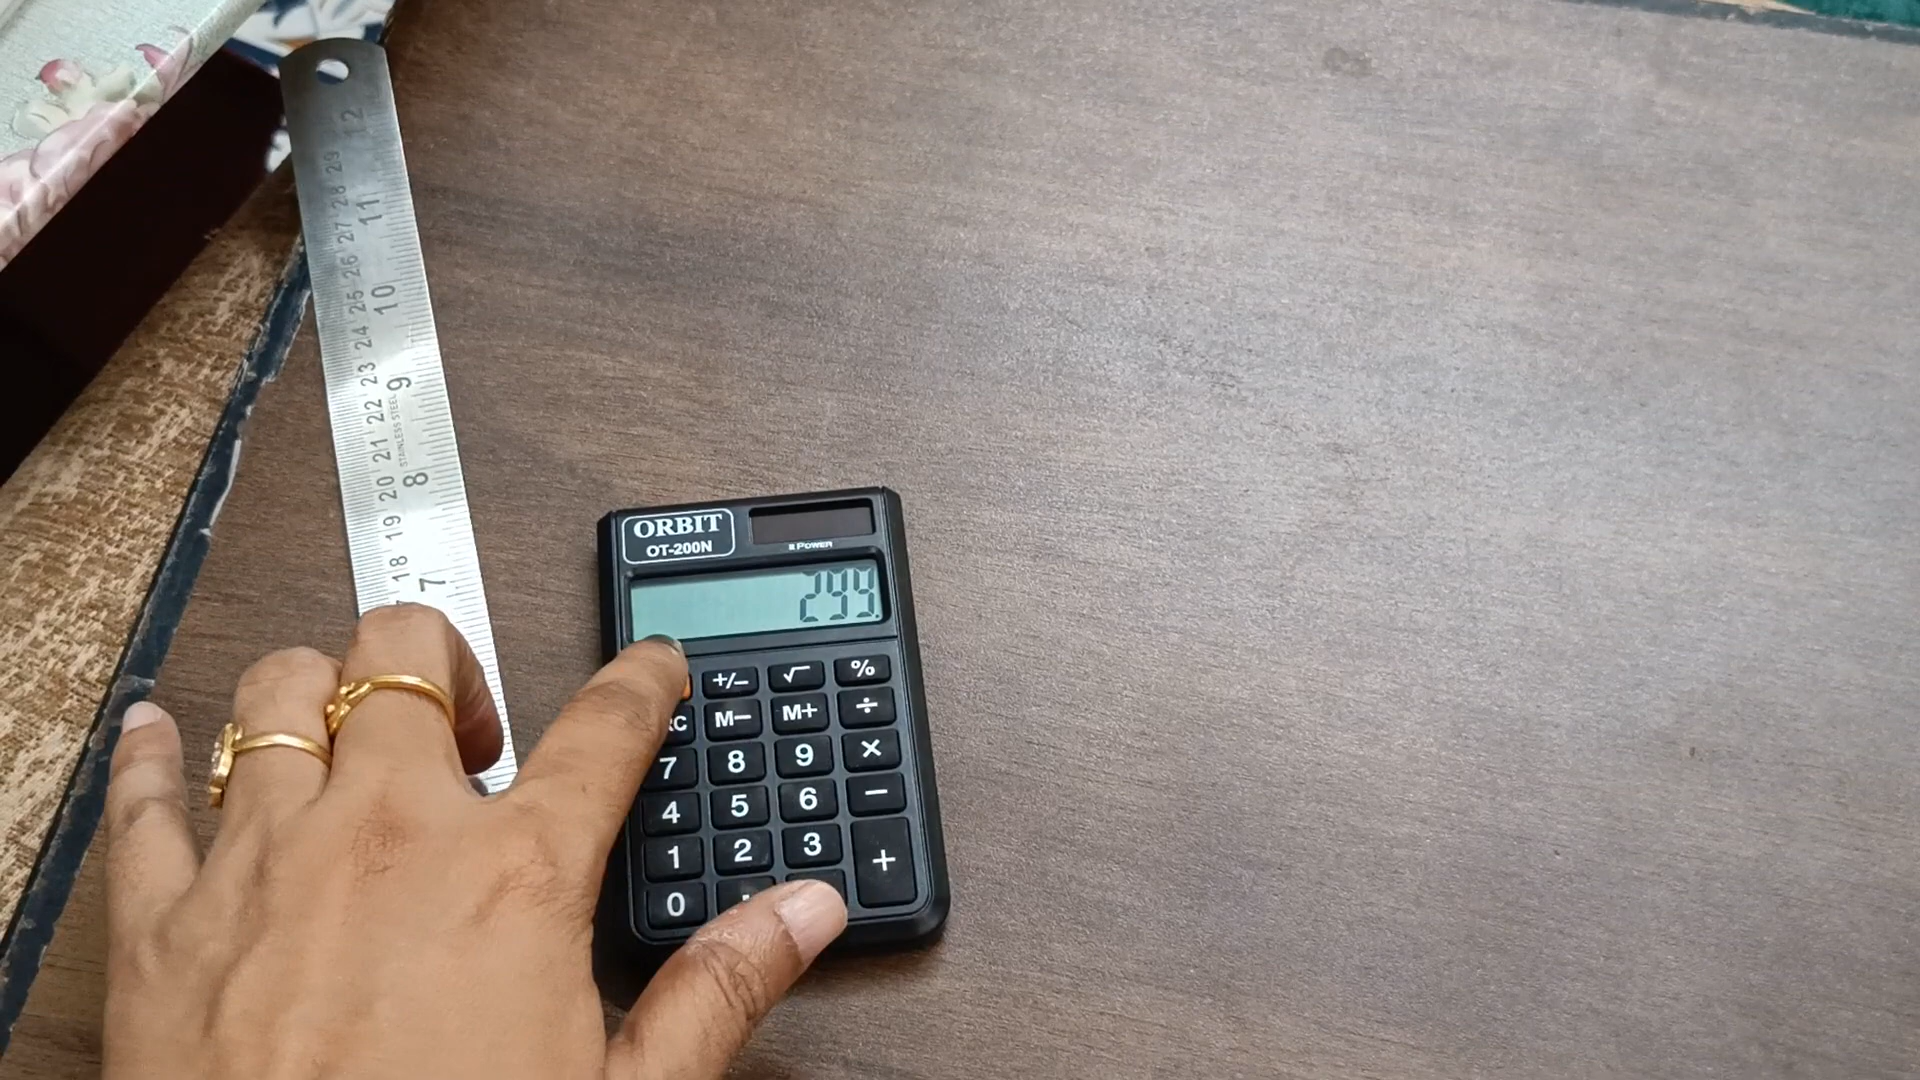 12
29
28
11
27
26
10
25
24
23
9
22
STAINLESS STEEL
21
8
20
19
18
7
ORBIT
OT-200N
POWER
299.
+/− √ %
M− M+ ÷
7 8 9 ×
4 5 6 −
1 2 3 +
0